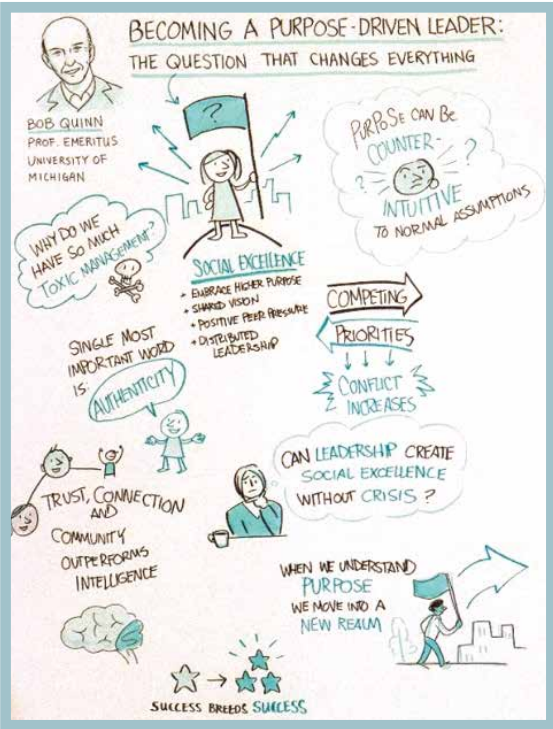 BECOMING A PURPOSE-DRIVEN LEADER:
THE QUESTION THAT CHANGES EVERYTHING
BOB QUINN
PROF. EMERITUS
UNIVERSITY OF
MICHIGAN
?
PURPOSE CAN BE
COUNTER-
? ?
INTUITIVE
TO NORMAL ASSUMPTIONS
WHY DO WE
HAVE SO MUCH
TOXIC MANAGEMENT?
SOCIAL EXCELLENCE
+ EMBRACE HIGHER PURPOSE
+ SHARED VISION
+ POSITIVE PEER PRESSURE
+ DISTRIBUTED
LEADERSHIP
COMPETING
PRIORITIES
CONFLICT
INCREASES
SINGLE MOST
IMPORTANT WORD
IS:
AUTHENTICITY
CAN LEADERSHIP CREATE
SOCIAL EXCELLENCE
WITHOUT CRISIS?
TRUST, CONNECTION
AND
COMMUNITY
OUTPERFORMS
INTELLIGENCE
WHEN WE UNDERSTAND
PURPOSE
WE MOVE INTO A
NEW REALM
SUCCESS BREEDS SUCCESS